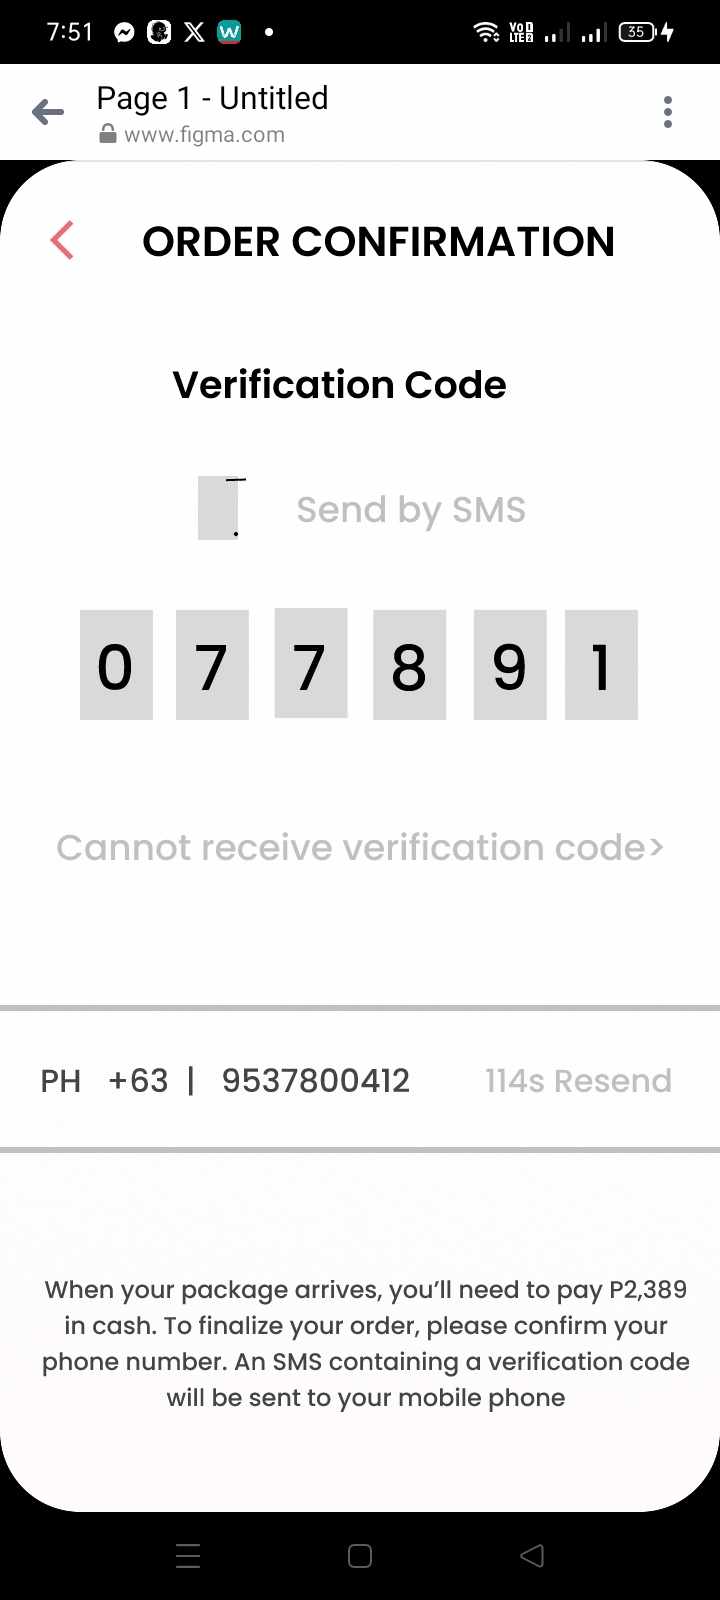 7:51
VoD
LTE2
35
Page 1 - Untitled
www.figma.com
ORDER CONFIRMATION
Verification Code
Send by SMS
0 7 7 8 9 1
Cannot receive verification code>
PH +63 | 9537800412 114s Resend
When your package arrives, you’ll need to pay P2,389
in cash. To finalize your order, please confirm your
phone number. An SMS containing a verification code
will be sent to your mobile phone